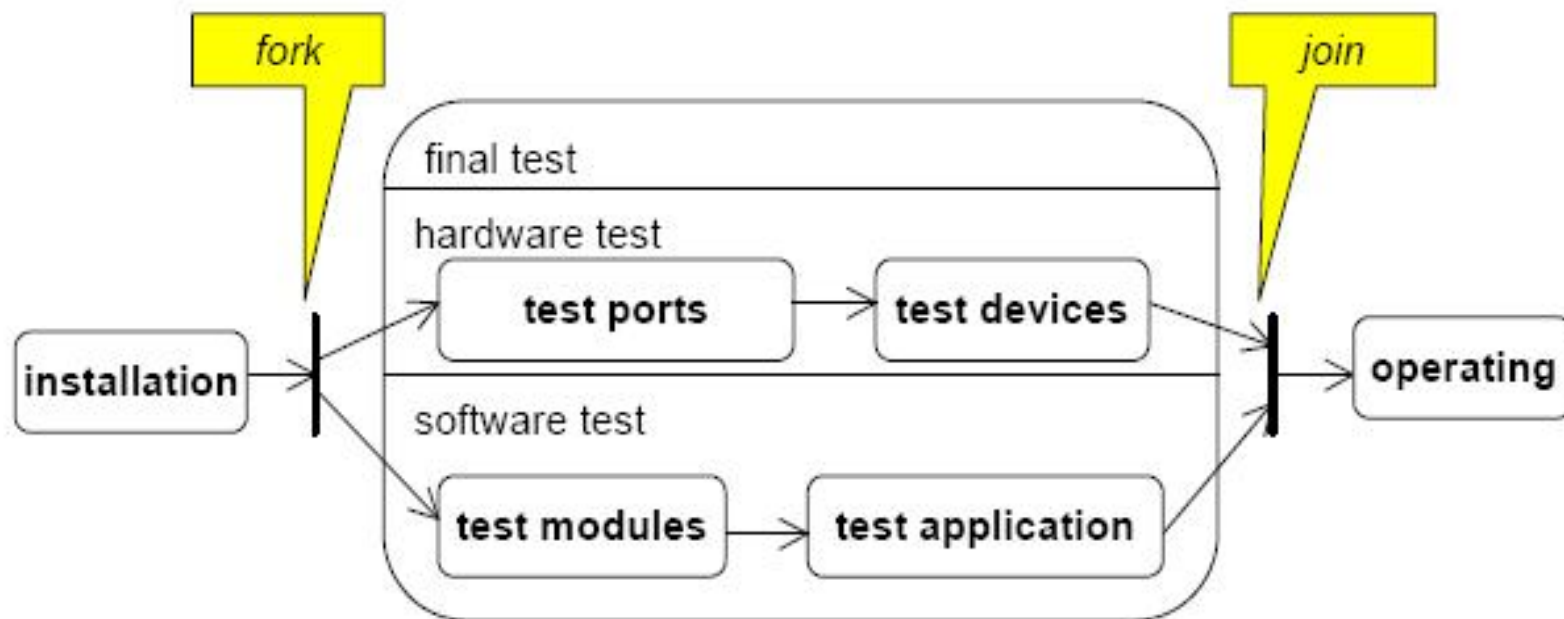 fork
join
final test
hardware test
test ports
test devices
installation
operating
software test
test modules
test application